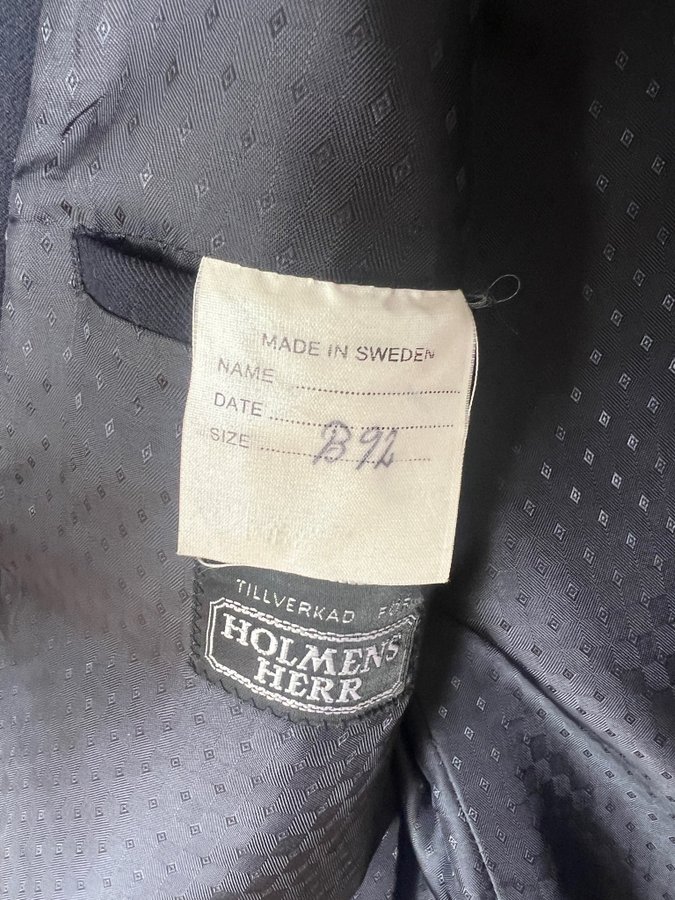 MADE IN SWEDEN
NAME
DATE
SIZE B92
TILLVERKAD FÖR
HOLMENS
HERR